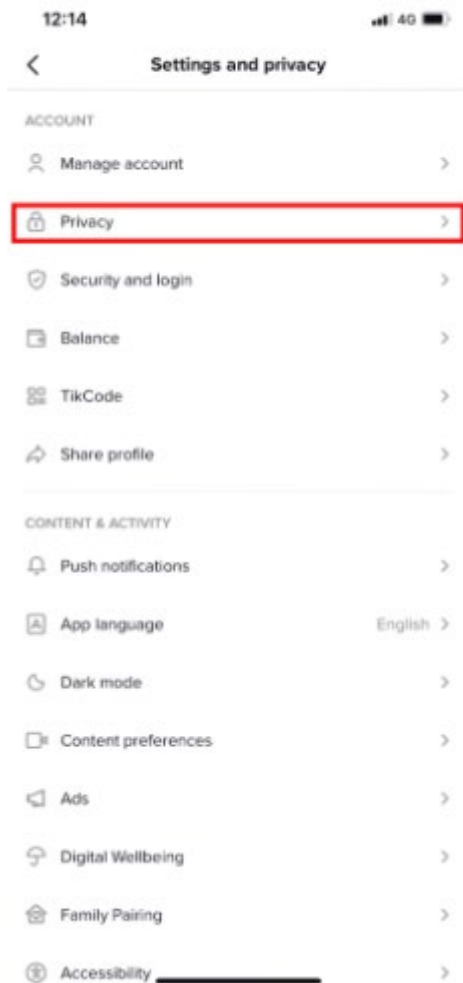 12:14
4G
Settings and privacy
ACCOUNT
Manage account
Privacy
Security and login
Balance
TikCode
Share profile
CONTENT & ACTIVITY
Push notifications
App language English
Dark mode
Content preferences
Ads
Digital Wellbeing
Family Pairing
Accessibility